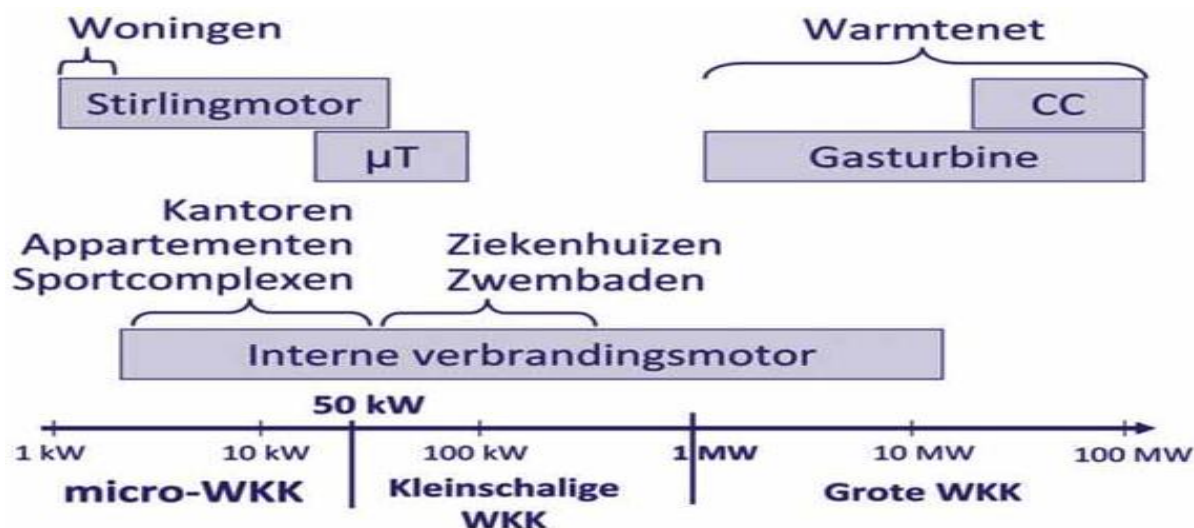 Woningen
Warmtenet
Stirlingmotor
CC
µT
Gasturbine
Kantoren
Appartementen
Sportcomplexen
Ziekenhuizen
Zwembaden
Interne verbrandingsmotor
50 kW
1 kW
10 kW
100 kW
1 MW
10 MW
100 MW
micro-WKK
Kleinschalige
WKK
Grote WKK